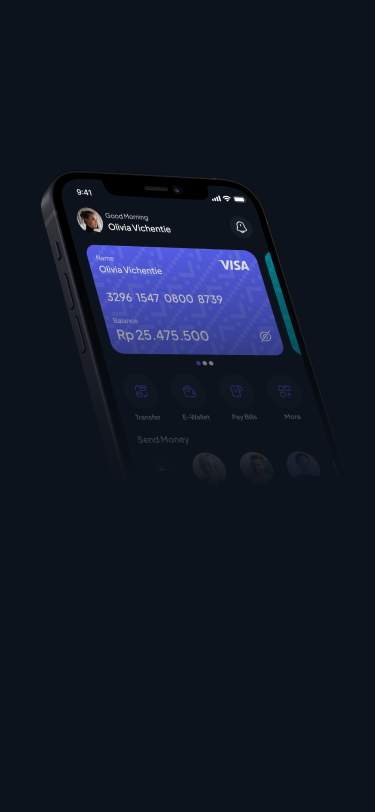 9:41
Good Morning
Olivia Vichentie
Name
VISA
Olivia Vichentie
3296 1547 0800 8739
Balance
Rp 25.475.500
Transfer
E-Wallet
Pay Bills
More
Send Money